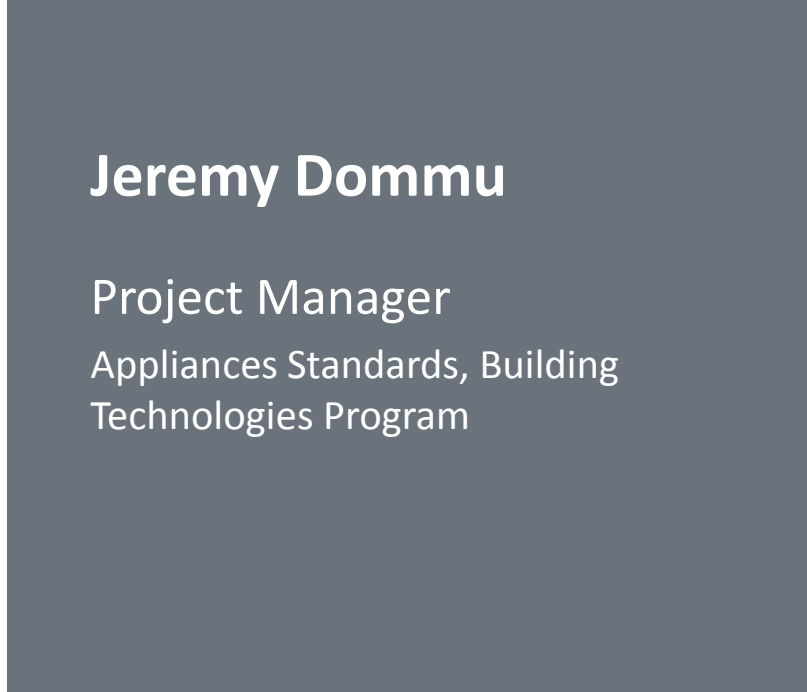 Jeremy Dommu
Project Manager
Appliances Standards, Building
Technologies Program